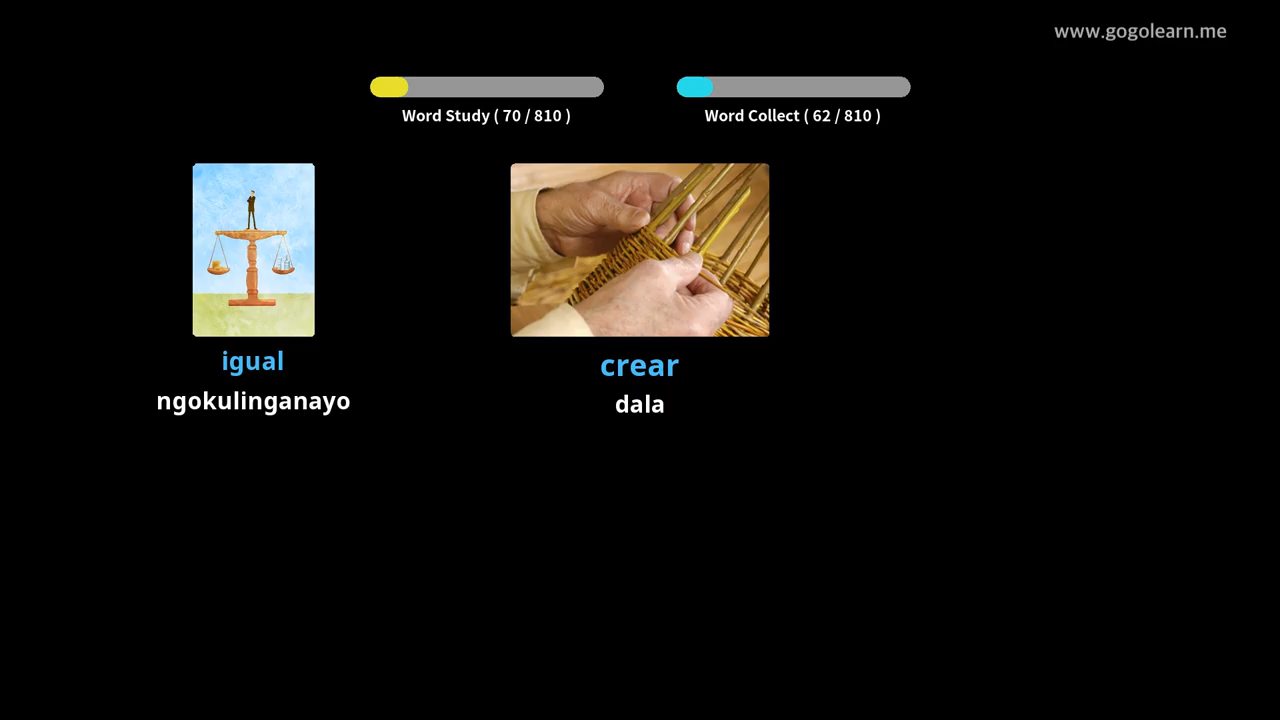 www.gogolearn.me
Word Study ( 70 / 810 )
Word Collect ( 62 / 810 )
igual
ngokulinganayo
crear
dala